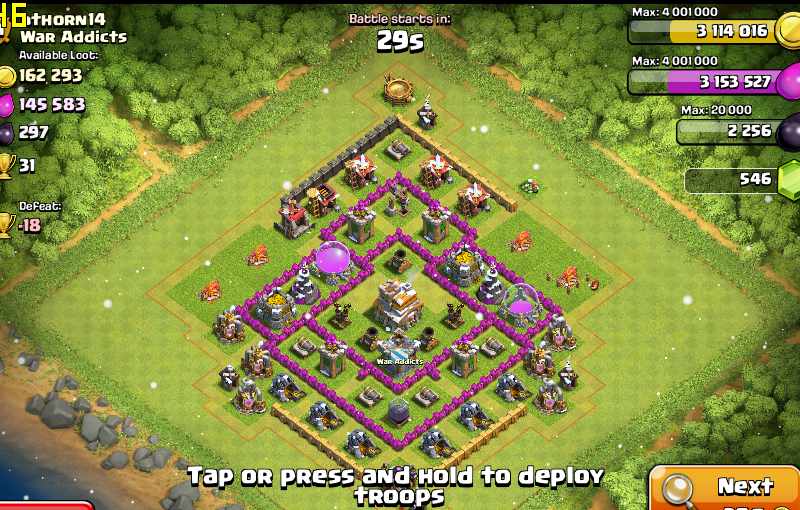 46
athorn14
War Addicts
Available Loot:
162 293
145 583
297
31
Defeat:
-18
Battle starts in:
29s
Max: 4 001 000
3 114 016
Max: 4 001 000
3 153 527
Max: 20 000
2 256
546
War Addicts
Tap or press and hold to deploy
troops
Next